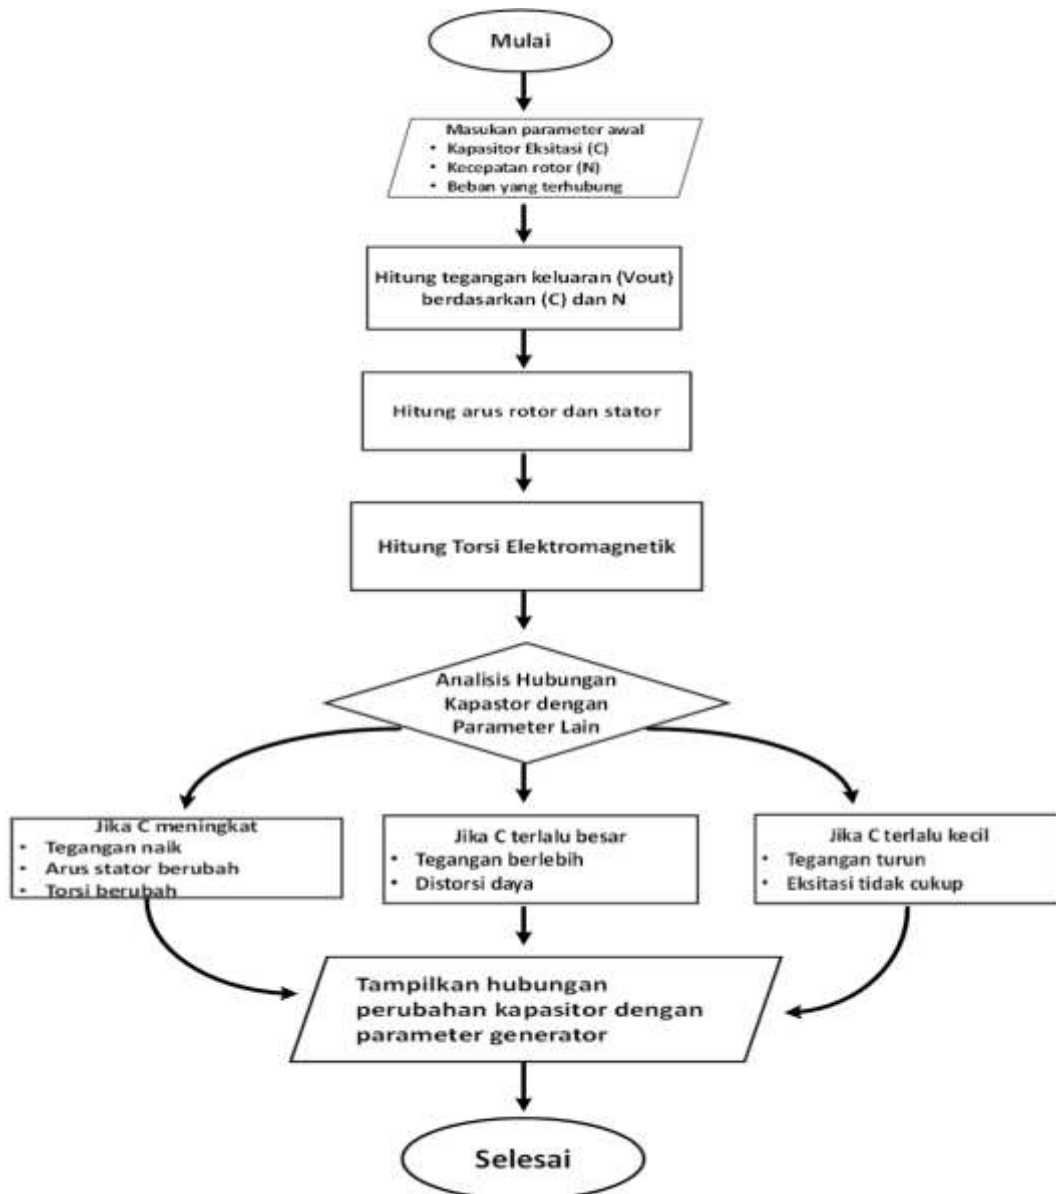 Mulai
Masukan parameter awal
• Kapasitor Eksitasi (C)
• Kecepatan rotor (N)
• Beban yang terhubung
Hitung tegangan keluaran (Vout)
berdasarkan (C) dan N
Hitung arus rotor dan stator
Hitung Torsi Elektromagnetik
Analisis Hubungan
Kapastor dengan
Parameter Lain
Jika C meningkat
• Tegangan naik
• Arus stator berubah
• Torsi berubah
Jika C terlalu besar
• Tegangan berlebih
• Distorsi daya
Jika C terlalu kecil
• Tegangan turun
• Eksitasi tidak cukup
Tampilkan hubungan
perubahan kapasitor dengan
parameter generator
Selesai